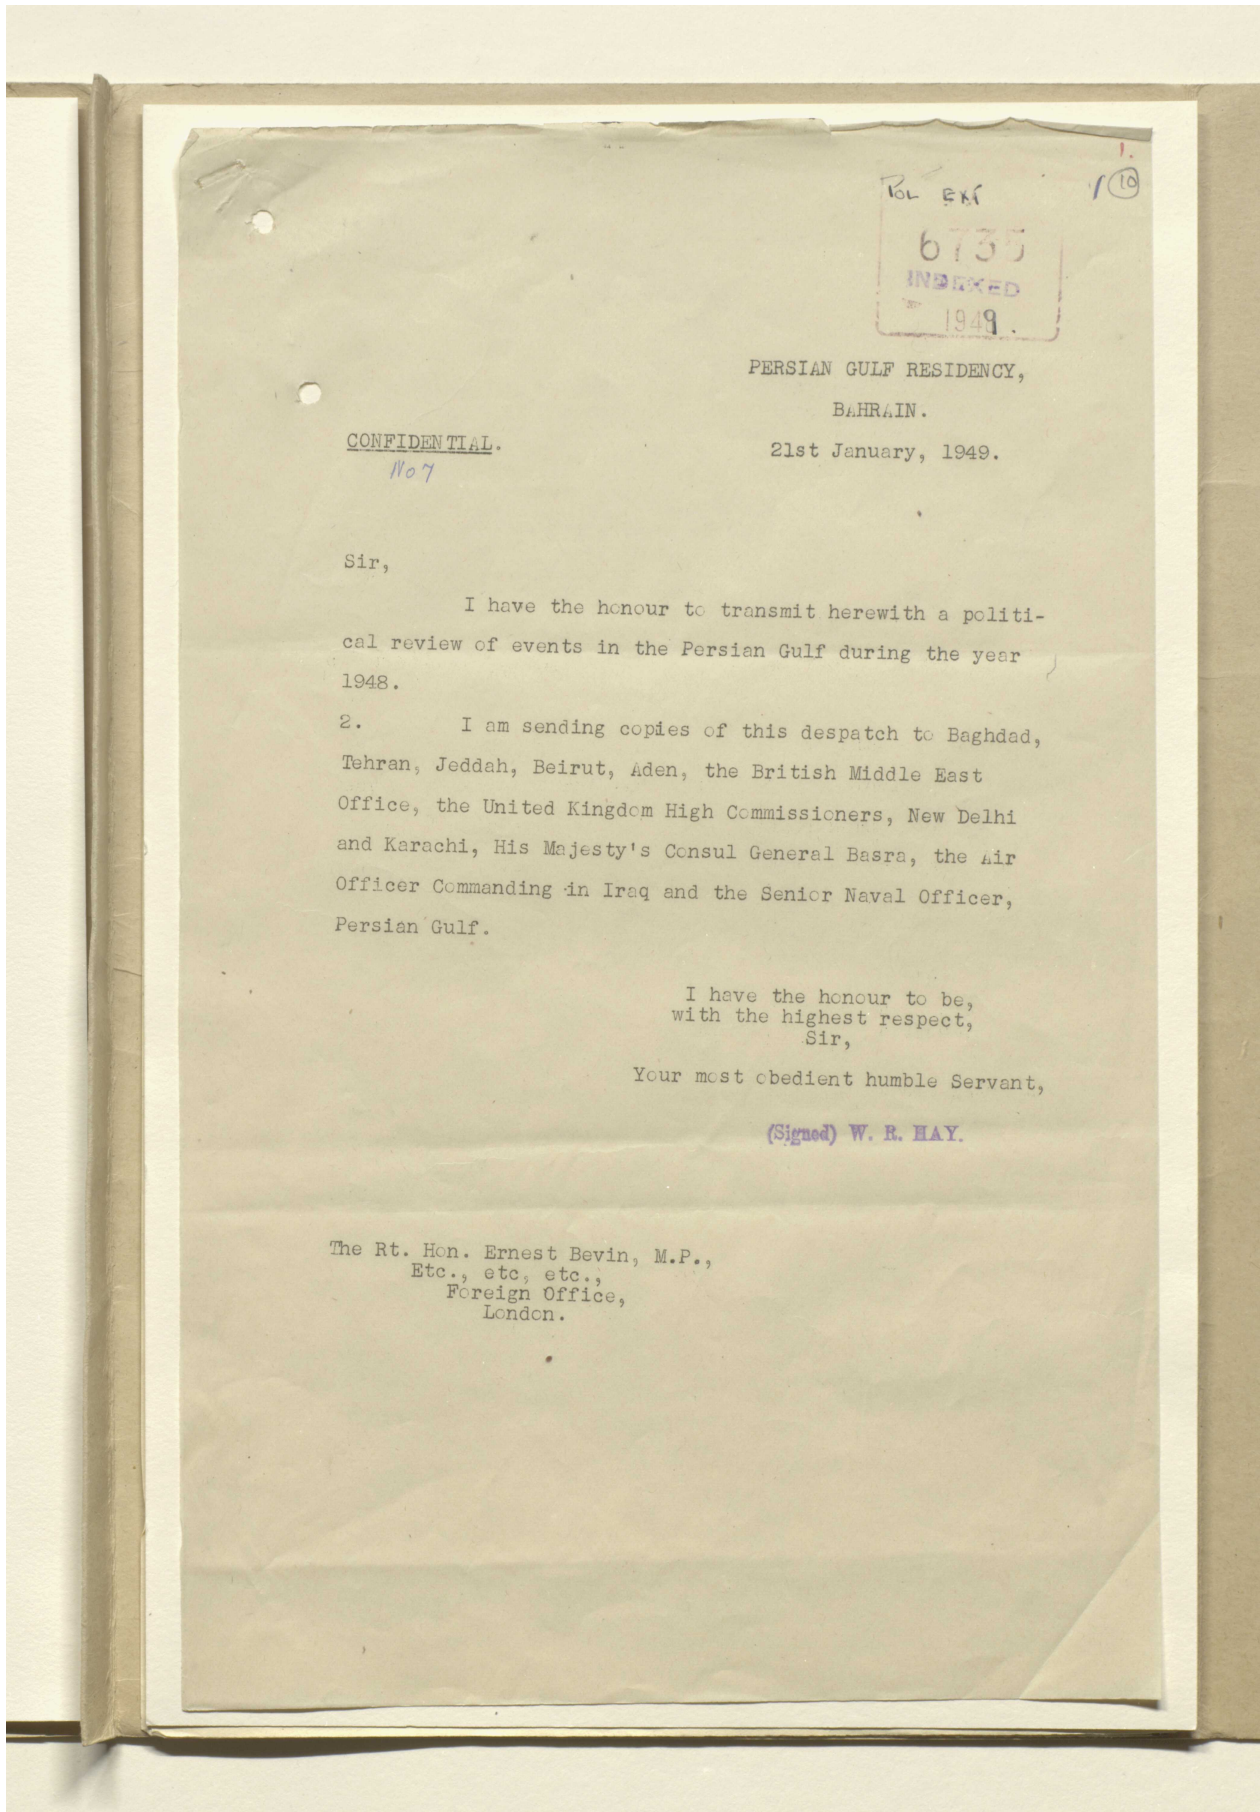 1.
POL EXT
10
6735
INDEXED
1949.
PERSIAN GULF RESIDENCY,
BAHRAIN.
CONFIDENTIAL.
21st January, 1949.
No 7
Sir,
I have the honour to transmit herewith a politi-
cal review of events in the Persian Gulf during the year
1948.
2. I am sending copies of this despatch to Baghdad,
Tehran, Jeddah, Beirut, Aden, the British Middle East
Office, the United Kingdom High Commissioners, New Delhi
and Karachi, His Majesty's Consul General Basra, the Air
Officer Commanding in Iraq and the Senior Naval Officer,
Persian Gulf.
I have the honour to be,
with the highest respect,
Sir,
Your most obedient humble Servant,
(Signed) W. R. HAY.
The Rt. Hon. Ernest Bevin, M.P.,
Etc., etc, etc.,
Foreign Office,
London.